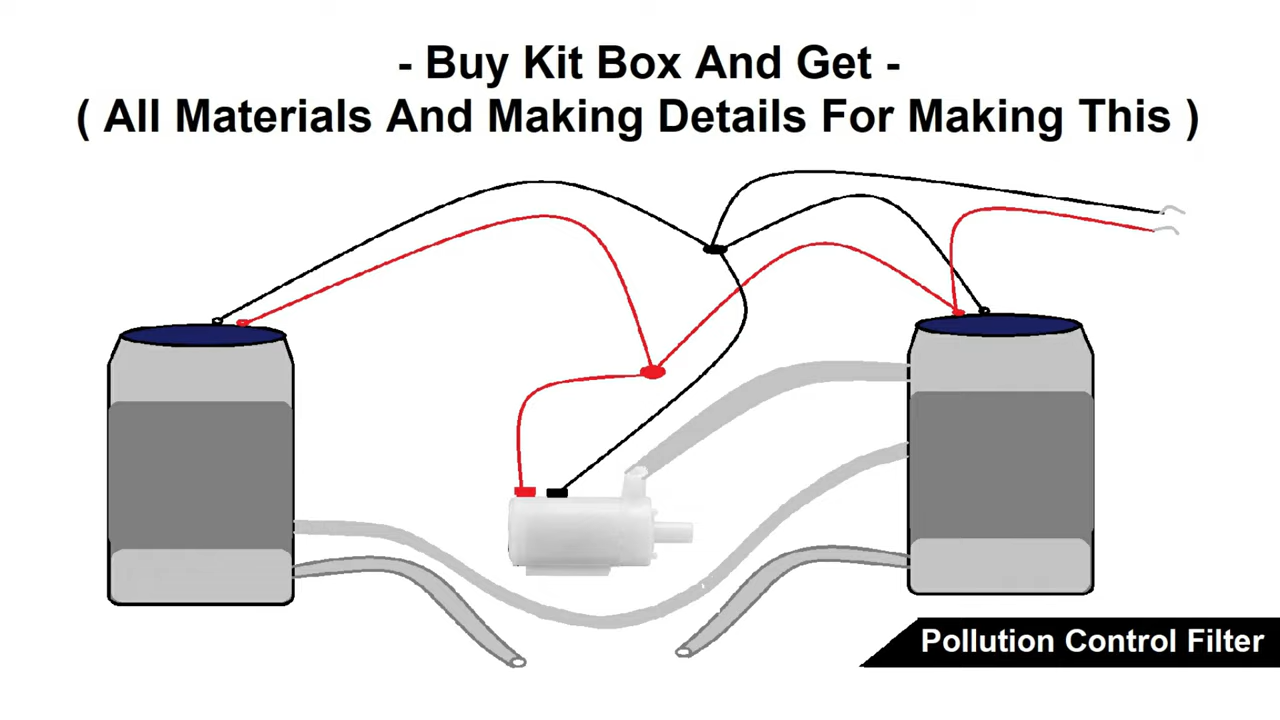 - Buy Kit Box And Get -
( All Materials And Making Details For Making This )
Pollution Control Filter